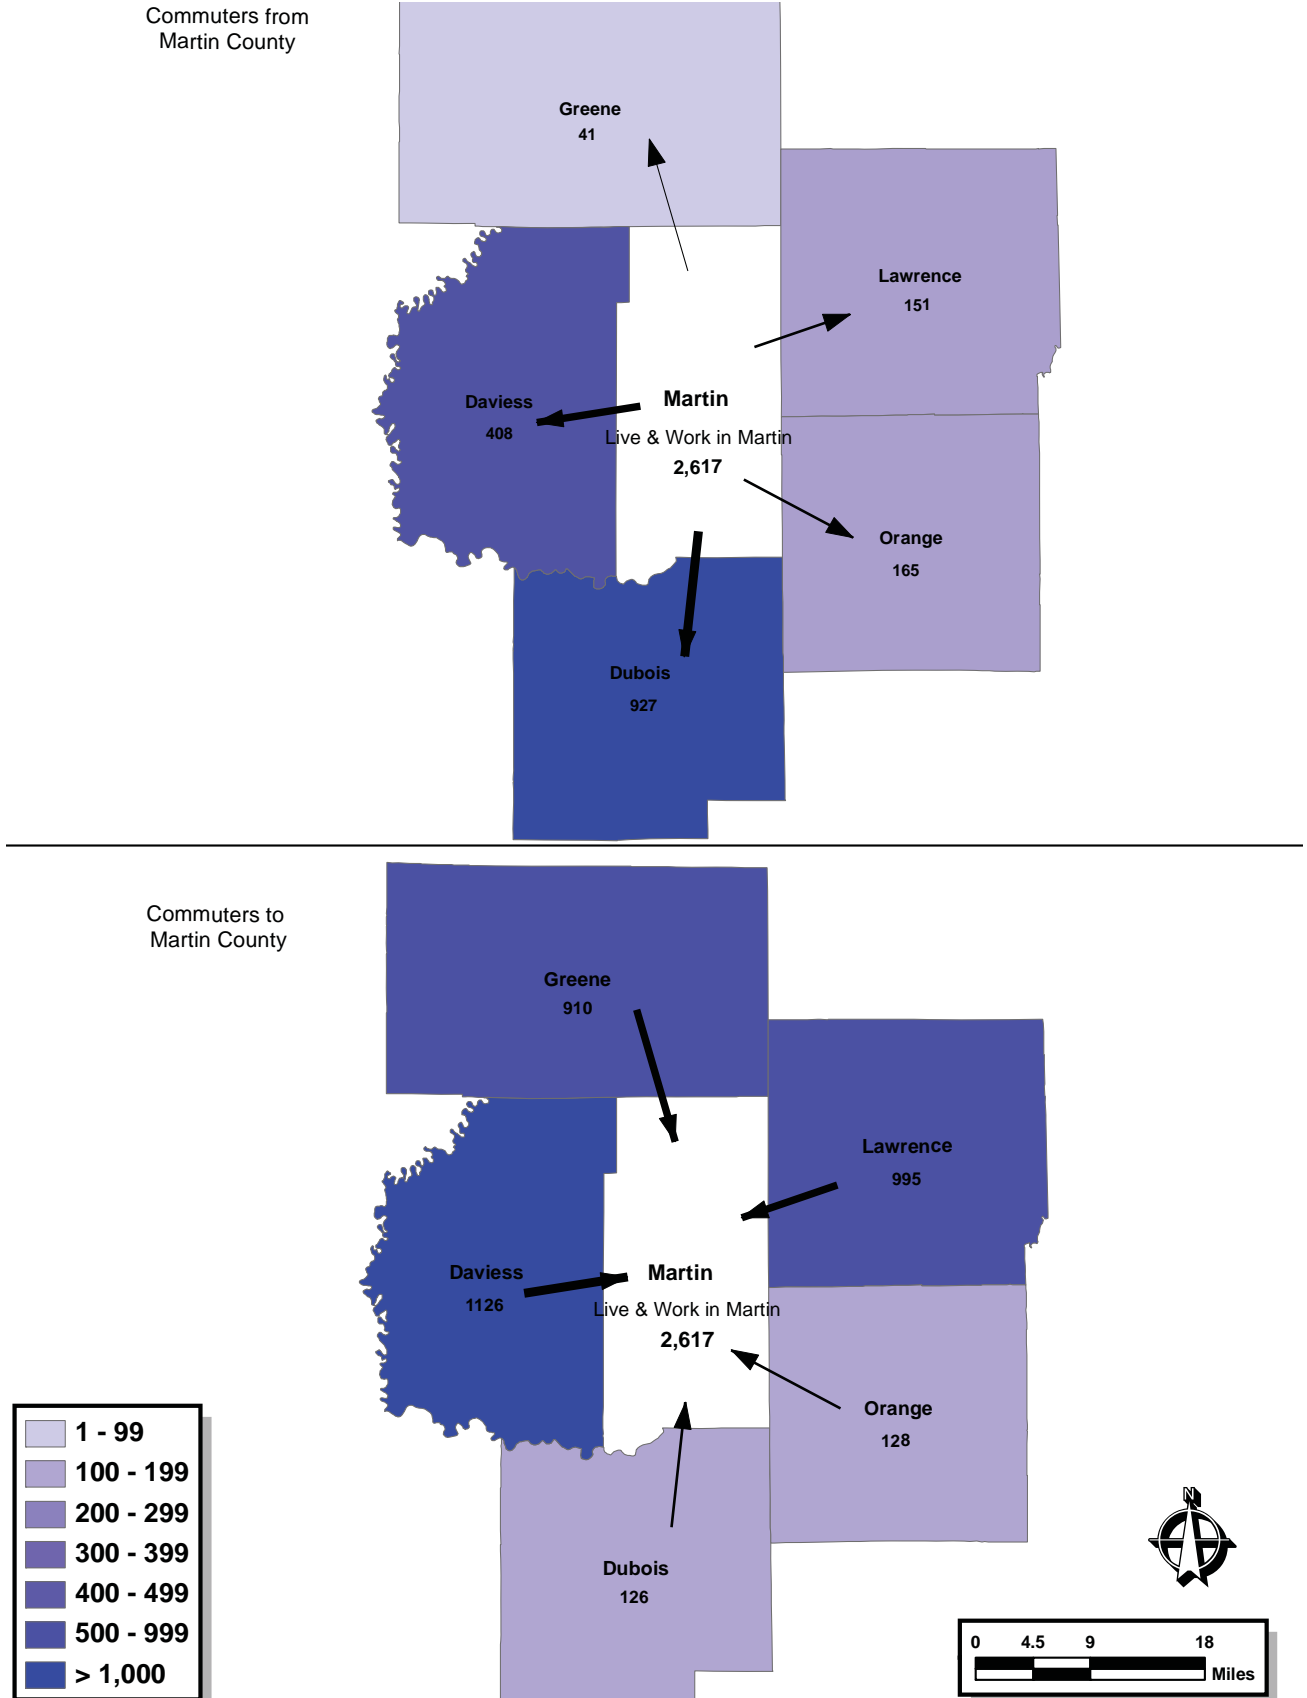 Commuters from
Martin County
Greene
41
Lawrence
151
Daviess
408
Martin
Live & Work in Martin
2,617
Orange
165
Dubois
927
Commuters to
Martin County
Greene
910
Lawrence
995
Daviess
1126
Martin
Live & Work in Martin
2,617
Orange
128
Dubois
126
1 - 99
100 - 199
200 - 299
300 - 399
400 - 499
500 - 999
> 1,000
N
0 4.5 9 18
Miles